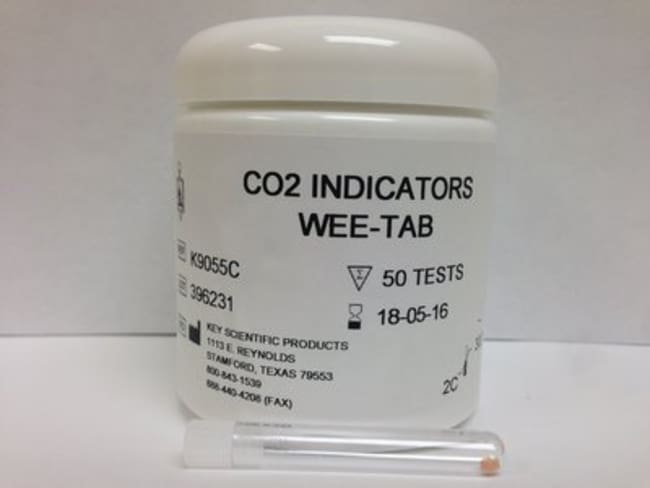 CO2 INDICATORS
WEE-TAB
K9055C
396231
50 TESTS
18-05-16
KEY SCIENTIFIC PRODUCTS
1113 E. REYNOLDS
STAMFORD, TEXAS 79553
800-843-1539
888-440-4208 (FAX)
2C